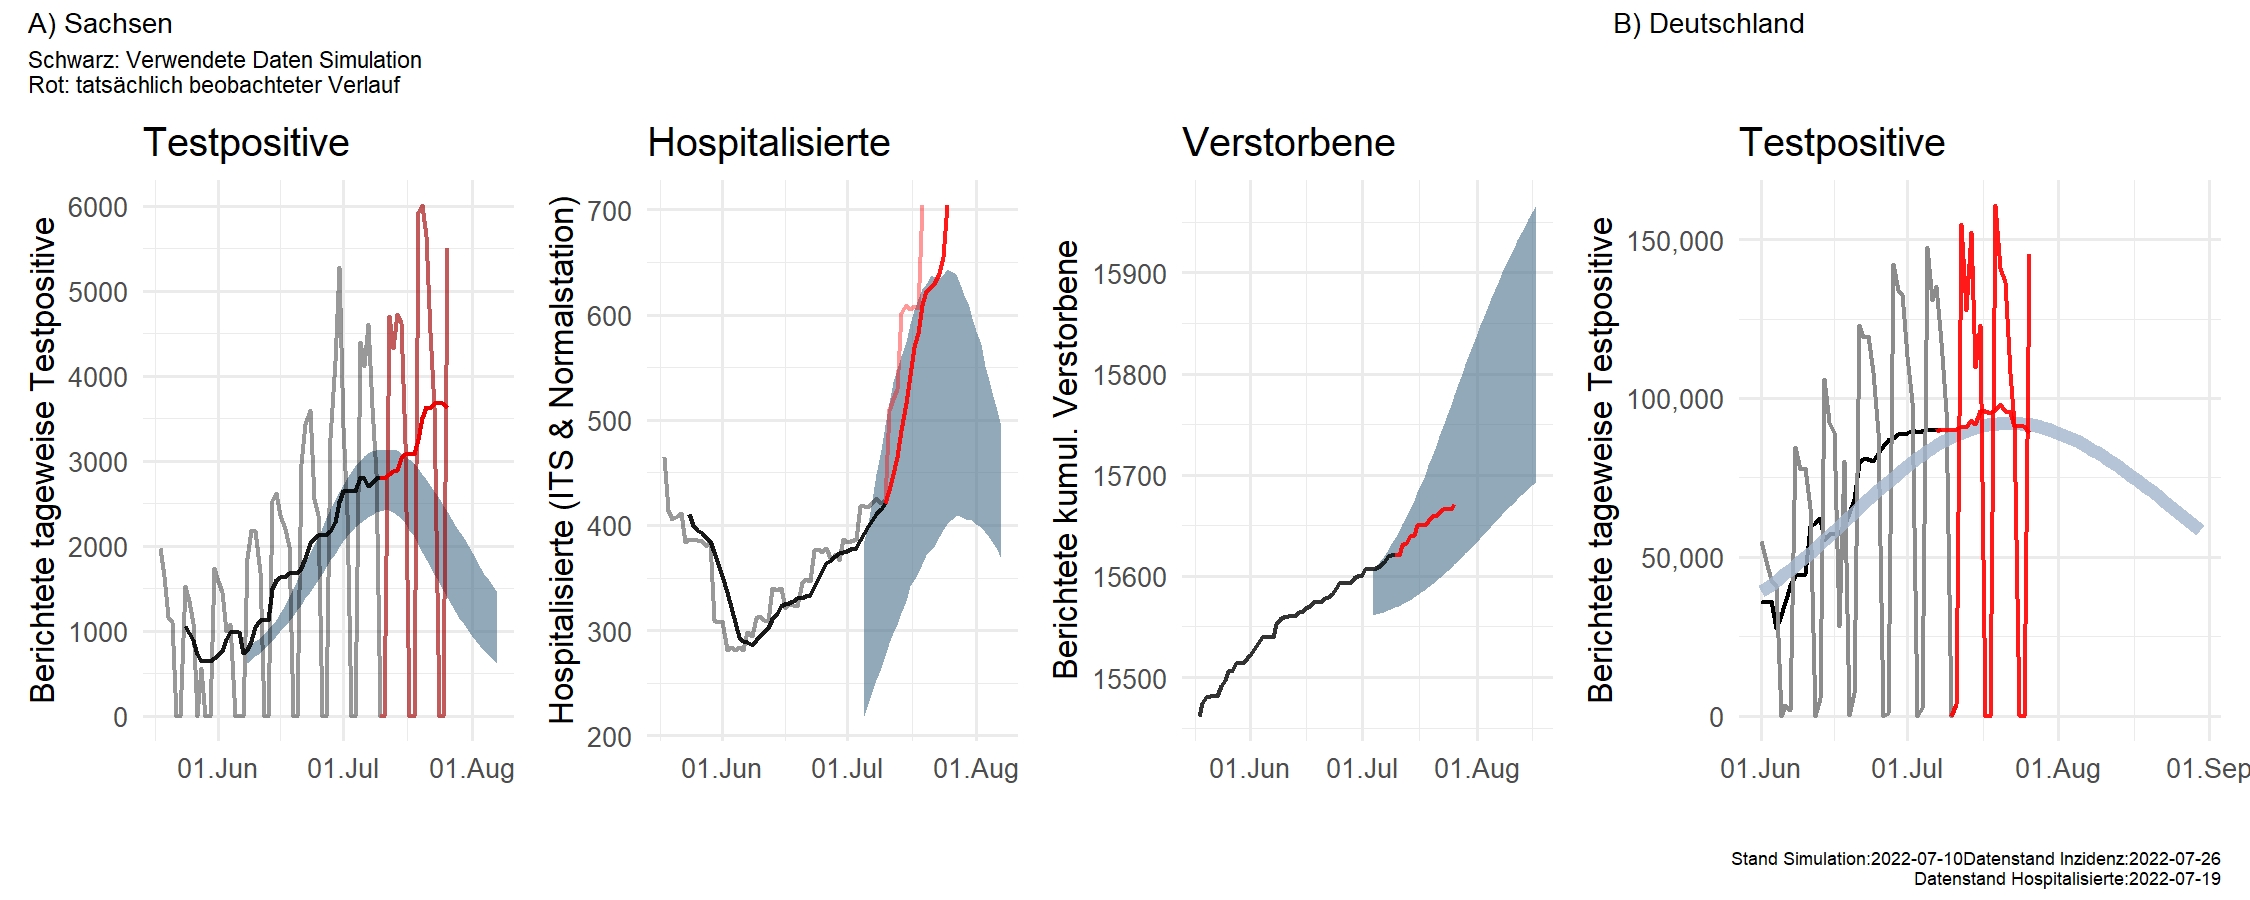 A) Sachsen
Schwarz: Verwendete Daten Simulation
Rot: tatsächlich beobachteter Verlauf
B) Deutschland
Testpositive
Berichtete tageweise Testpositive
6000
5000
4000
3000
2000
1000
0
01.Jun
01.Jul
01.Aug
Hospitalisierte
Hospitalisierte (ITS & Normalstation)
700
600
500
400
300
200
01.Jun
01.Jul
01.Aug
Verstorbene
Berichtete kumul. Verstorbene
15900
15800
15700
15600
15500
01.Jun
01.Jul
01.Aug
Testpositive
Berichtete tageweise Testpositive
150,000
100,000
50,000
0
01.Jun
01.Jul
01.Aug
01.Sep
Stand Simulation:2022-07-10Datenstand Inzidenz:2022-07-26
Datenstand Hospitalisierte:2022-07-19